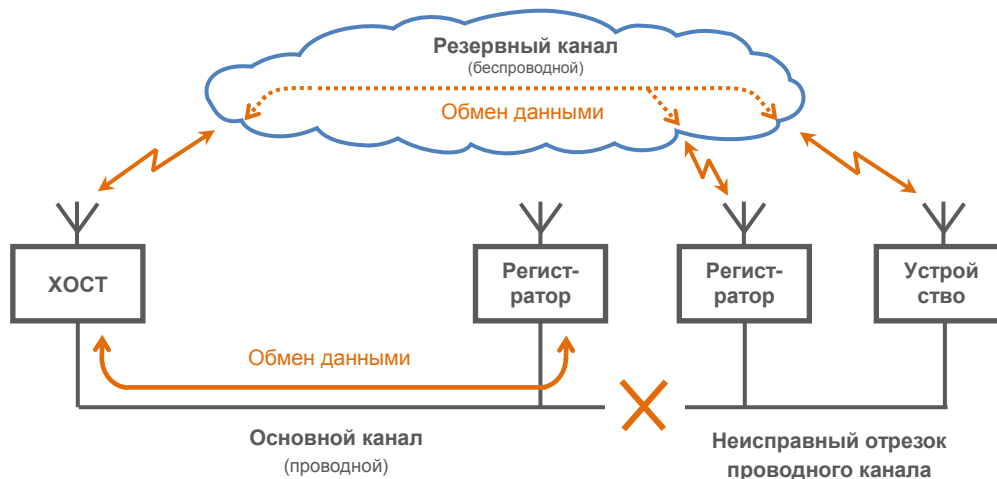 Резервный канал
(беспроводной)
Обмен данными
ХОСТ
Регист-
ратор
Регист-
ратор
Устрой
ство
Обмен данными
Основной канал
(проводной)
Неисправный отрезок
проводного канала